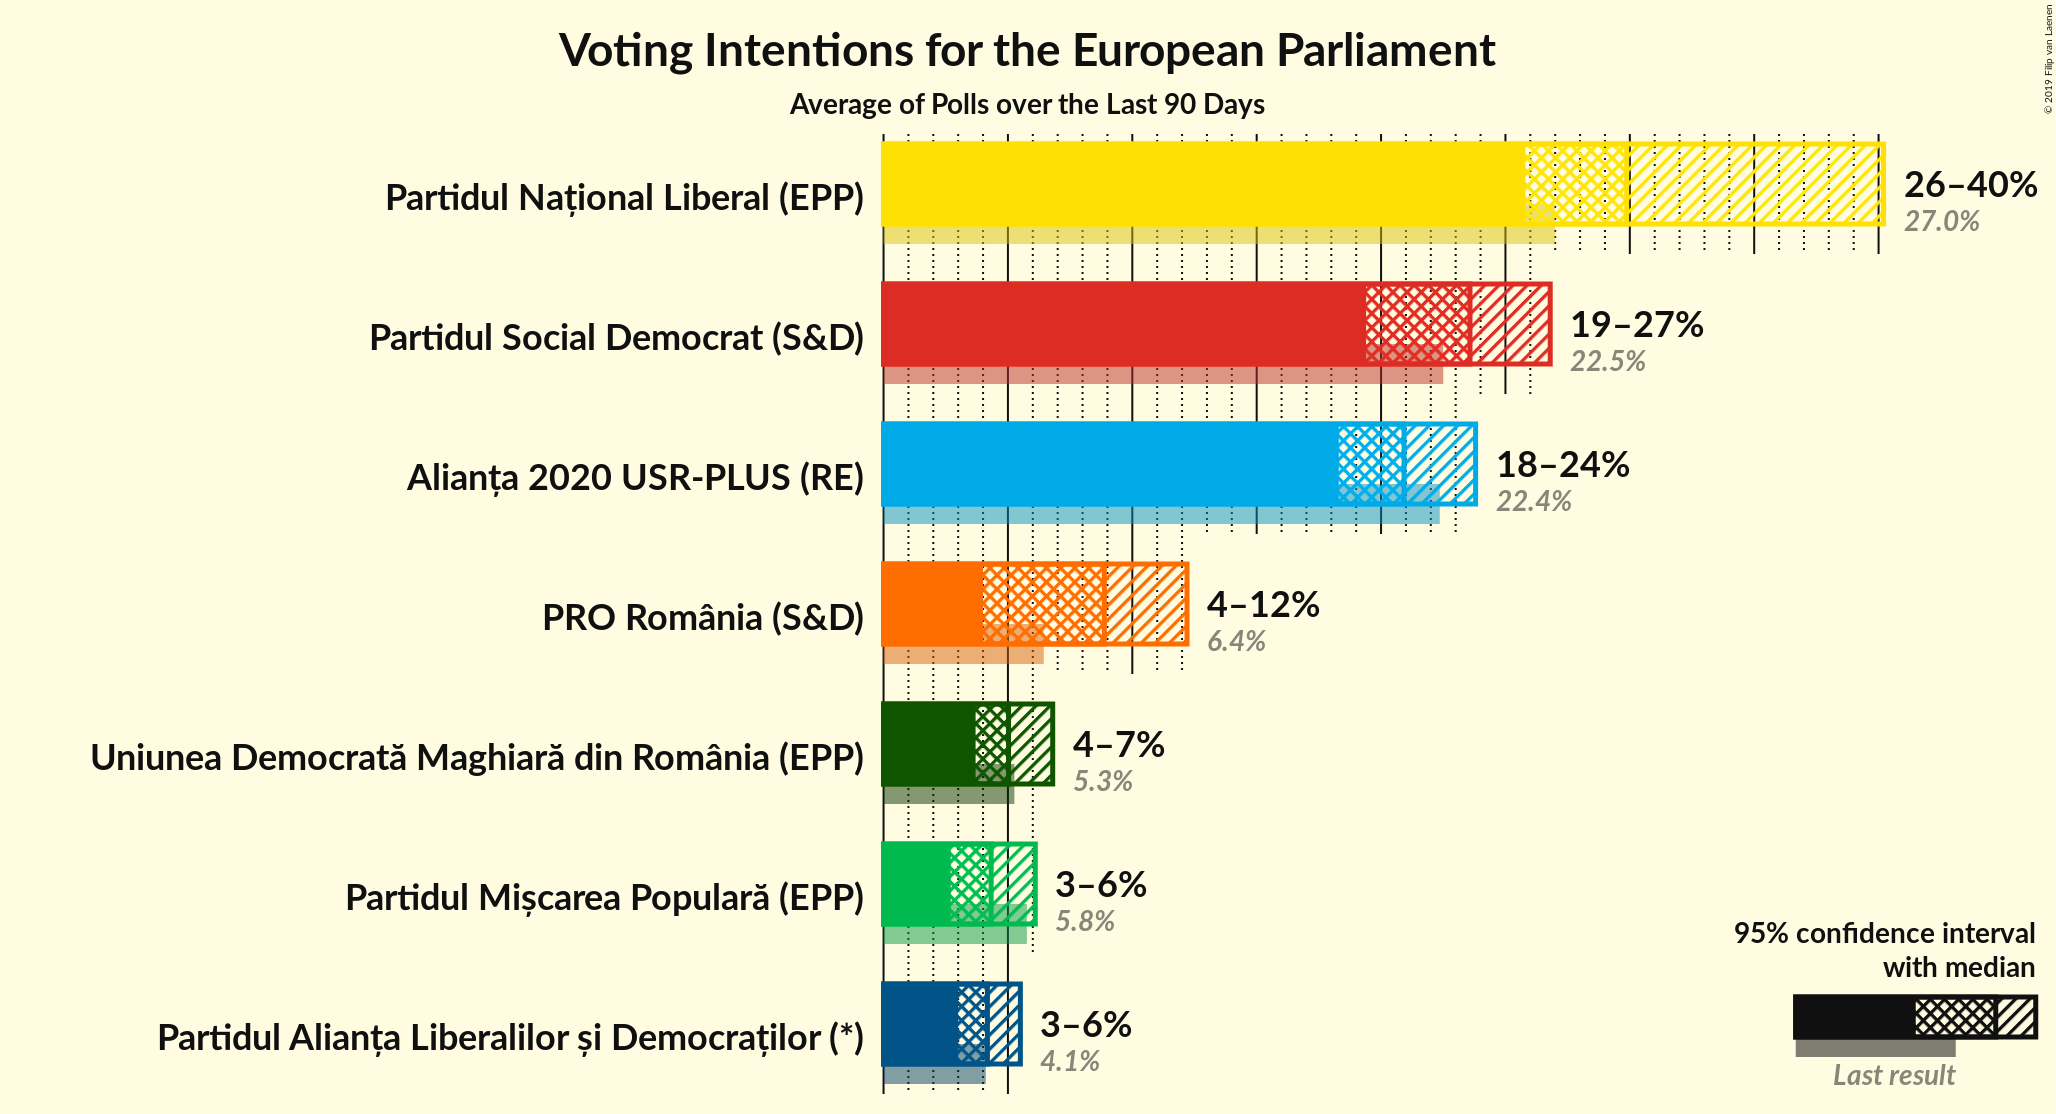 Voting Intentions for the European Parliament
Average of Polls over the Last 90 Days
© 2019 Filip van Laenen
Partidul Național Liberal (EPP)
26–40%
27.0%
Partidul Social Democrat (S&D)
19–27%
22.5%
Alianța 2020 USR-PLUS (RE)
18–24%
22.4%
PRO România (S&D)
4–12%
6.4%
Uniunea Democrată Maghiară din România (EPP)
4–7%
5.3%
Partidul Mișcarea Populară (EPP)
3–6%
5.8%
Partidul Alianța Liberalilor și Democraților (*)
3–6%
4.1%
95% confidence interval
with median
Last result